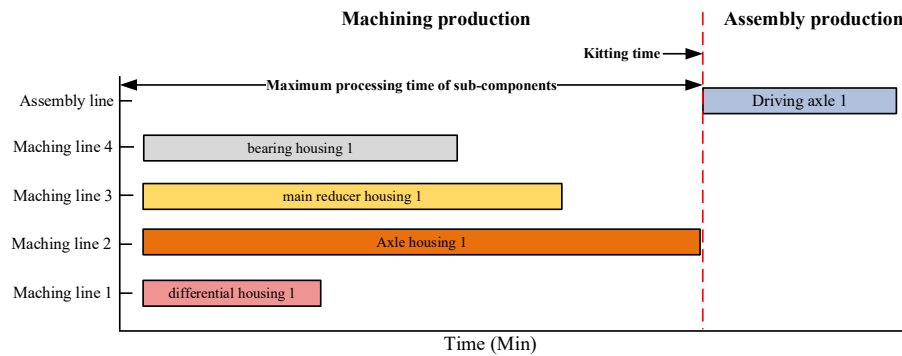 Machining production
Assembly production
Kitting time
Maximum processing time of sub-components
Assembly line
Driving axle 1
Maching line 4
bearing housing 1
Maching line 3
main reducer housing 1
Maching line 2
Axle housing 1
Maching line 1
differential housing 1
Time (Min)